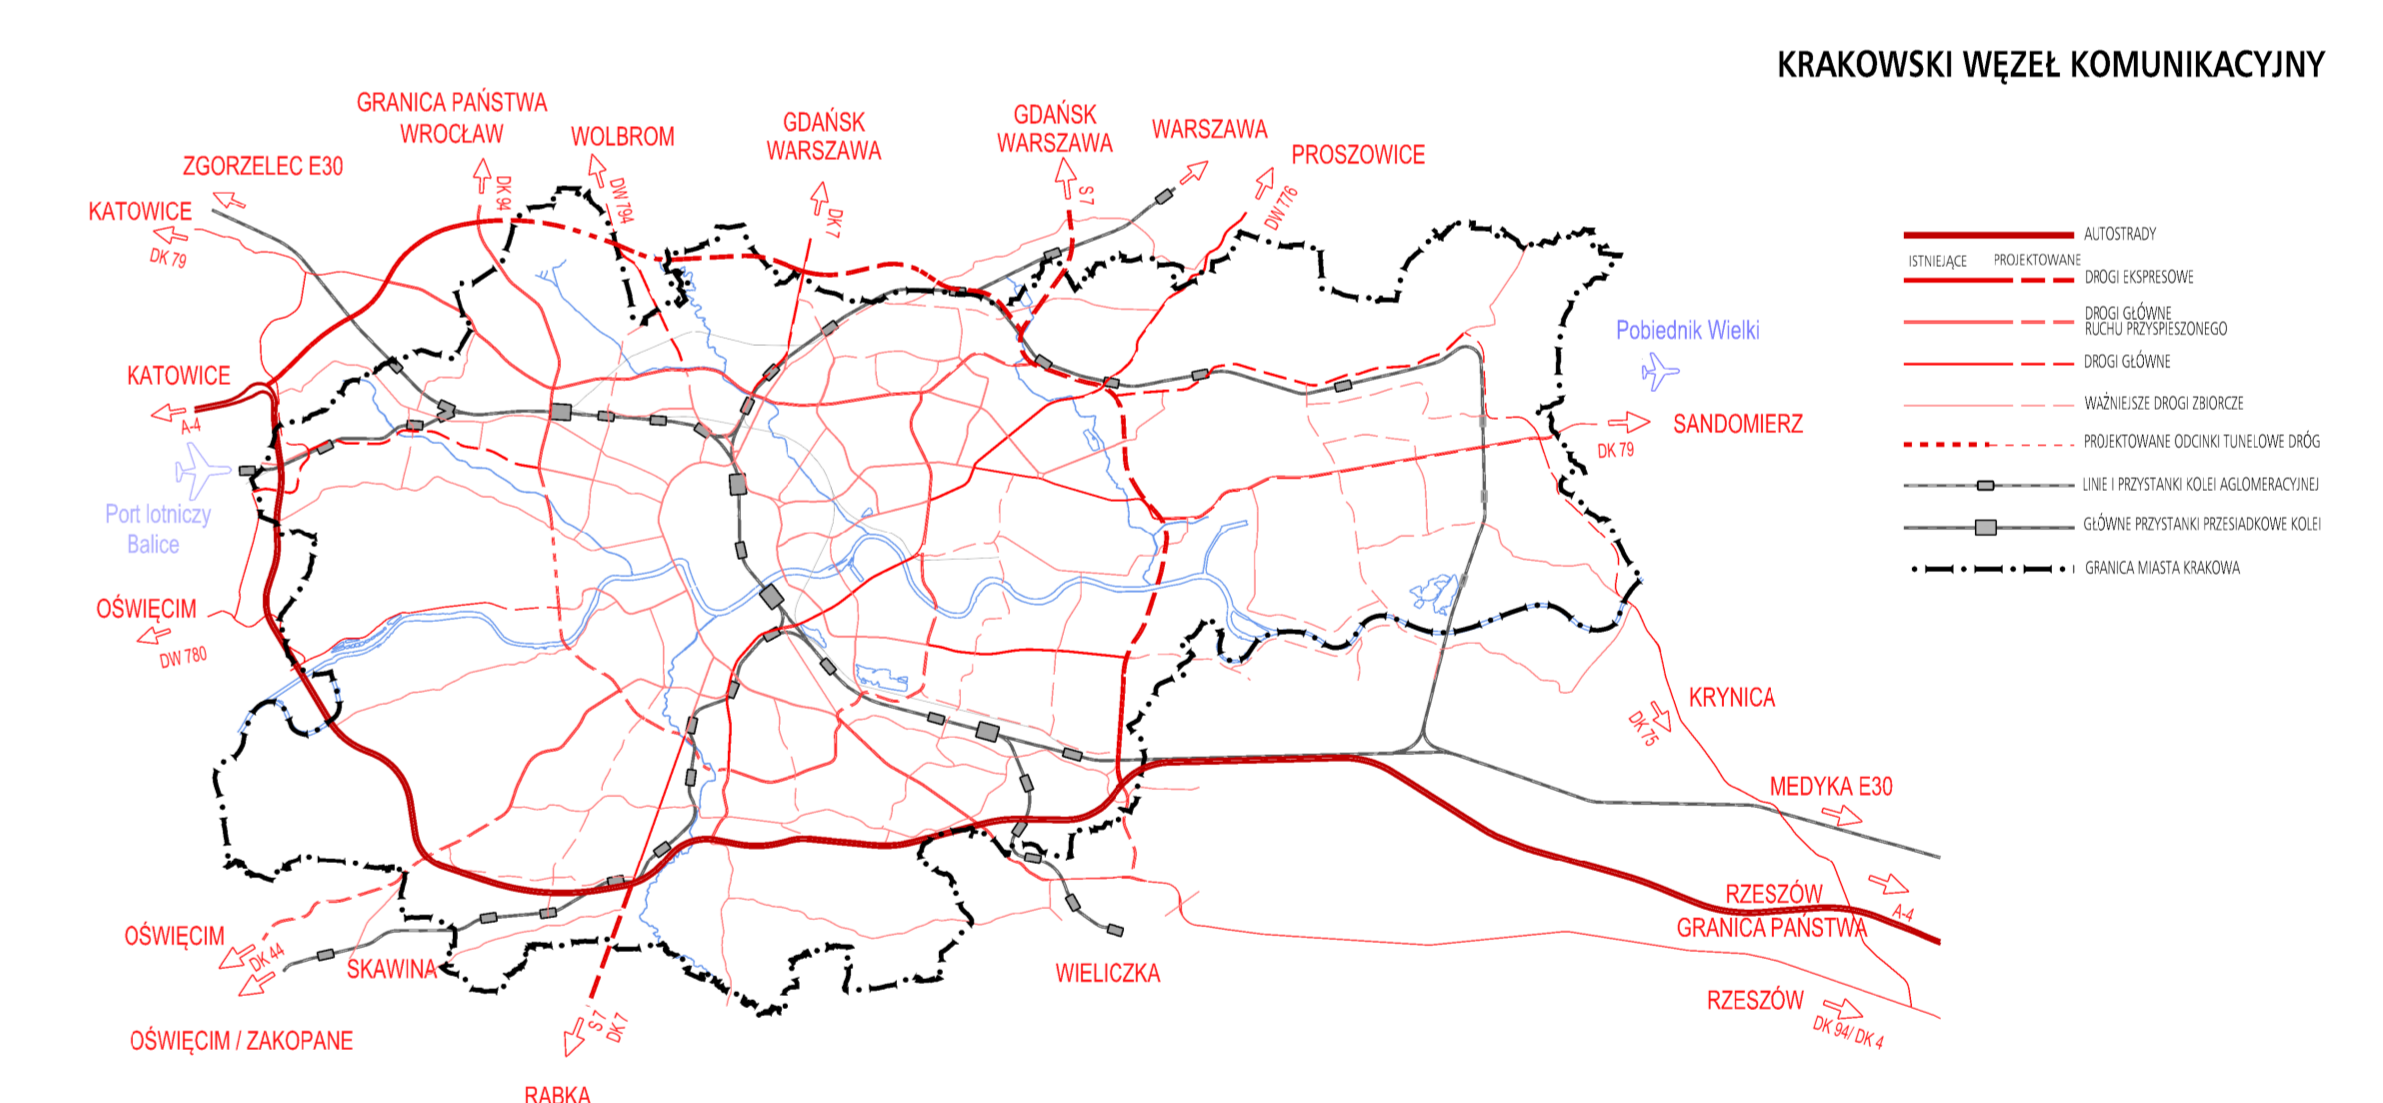 KRAKOWSKI WĘZEŁ KOMUNIKACYJNY
GRANICA PAŃSTWA
WROCŁAW
WOLBROM
GDAŃSK
WARSZAWA
GDAŃSK
WARSZAWA
WARSZAWA
PROSZOWICE
ZGORZELEC E30
KATOWICE
DK 79
DK 94
DW 794
DK 7
S 7
DW 776
KATOWICE
A-4
Port lotniczy
Balice
OŚWIĘCIM
DW 780
Pobiednik Wielki
SANDOMIERZ
DK 79
KRYNICA
DK 75
MEDYKA E30
RZESZÓW
A-4
GRANICA PAŃSTWA
RZESZÓW
DK 94/ DK 4
OŚWIĘCIM
DK 44
SKAWINA
WIELICZKA
OŚWIĘCIM / ZAKOPANE
S 7
DK 7
RABKA
AUTOSTRADY
ISTNIEJĄCE PROJEKTOWANE
DROGI EKSPRESOWE
DROGI GŁÓWNE
RUCHU PRZYSPIESZONEGO
DROGI GŁÓWNE
WAŻNIEJSZE DROGI ZBIORCZE
PROJEKTOWANE ODCINKI TUNELOWE DRÓG
LINIE I PRZYSTANKI KOLEI AGLOMERACYJNEJ
GŁÓWNE PRZYSTANKI PRZESIADKOWE KOLEI
GRANICA MIASTA KRAKOWA